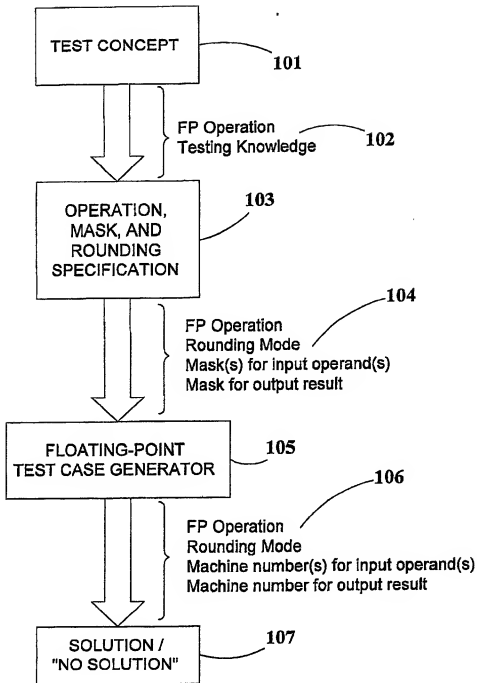 TEST CONCEPT
101
FP Operation
Testing Knowledge
102
OPERATION,
MASK, AND
ROUNDING
SPECIFICATION
103
104
FP Operation
Rounding Mode
Mask(s) for input operand(s)
Mask for output result
FLOATING-POINT
TEST CASE GENERATOR
105
106
FP Operation
Rounding Mode
Machine number(s) for input operand(s)
Machine number for output result
SOLUTION /
"NO SOLUTION"
107